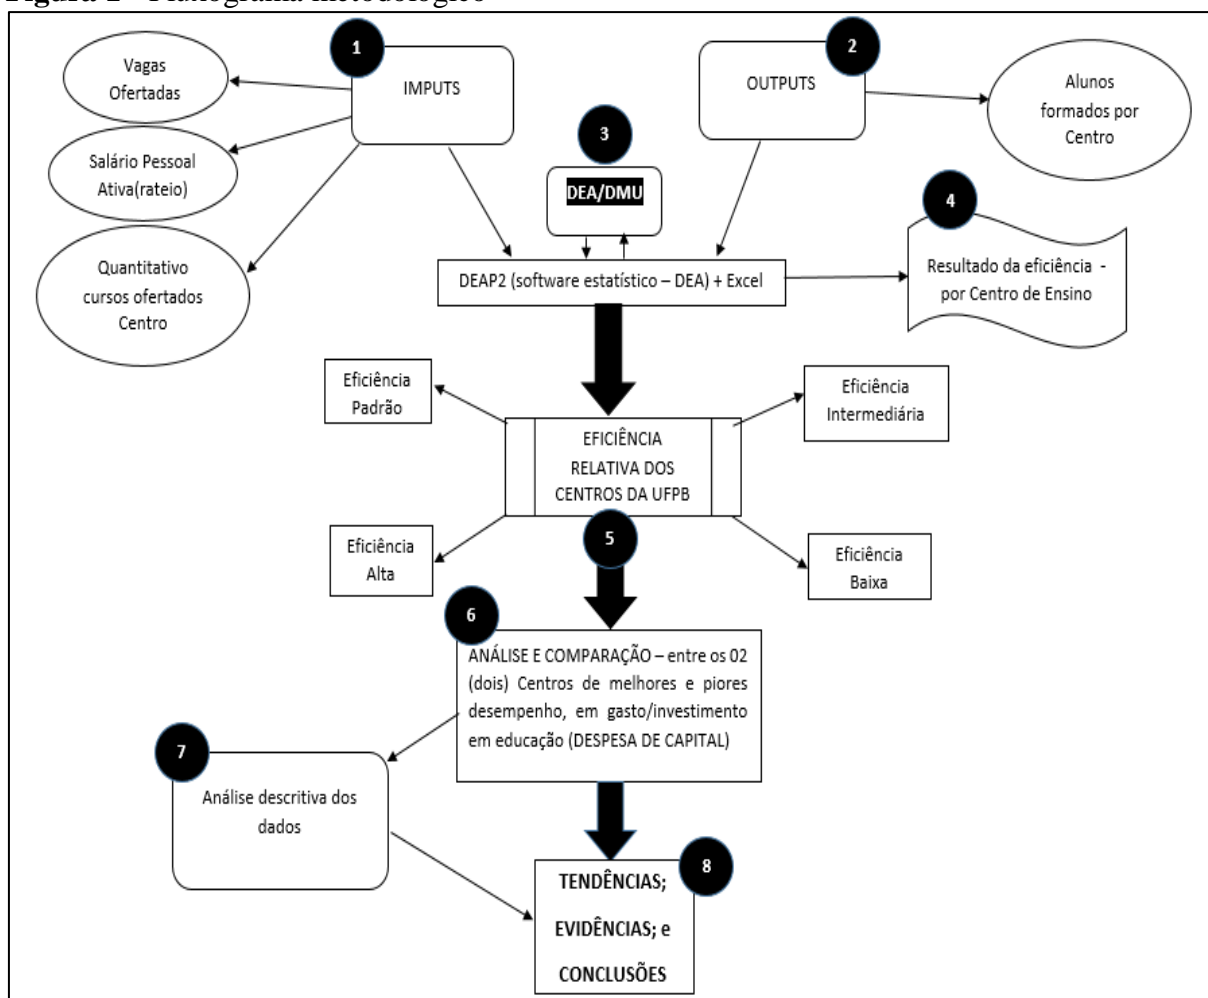 Figura 1 - Fluxograma metodológico
1
IMPUTS
Vagas
Ofertadas
Salário Pessoal
Ativa(rateio)
Quantitativo
cursos ofertados
Centro
2
OUTPUTS
Alunos
formados por
Centro
3
DEA/DMU
DEAP2 (software estatístico – DEA) + Excel
4
Resultado da eficiência -
por Centro de Ensino
Eficiência
Padrão
Eficiência
Intermediária
EFICIÊNCIA
RELATIVA DOS
CENTROS DA UFPB
Eficiência
Alta
Eficiência
Baixa
5
6
ANÁLISE E COMPARAÇÃO – entre os 02
(dois) Centros de melhores e piores
desempenho, em gasto/investimento
em educação (DESPESA DE CAPITAL)
7
Análise descritiva dos
dados
8
TENDÊNCIAS;
EVIDÊNCIAS; e
CONCLUSÕES